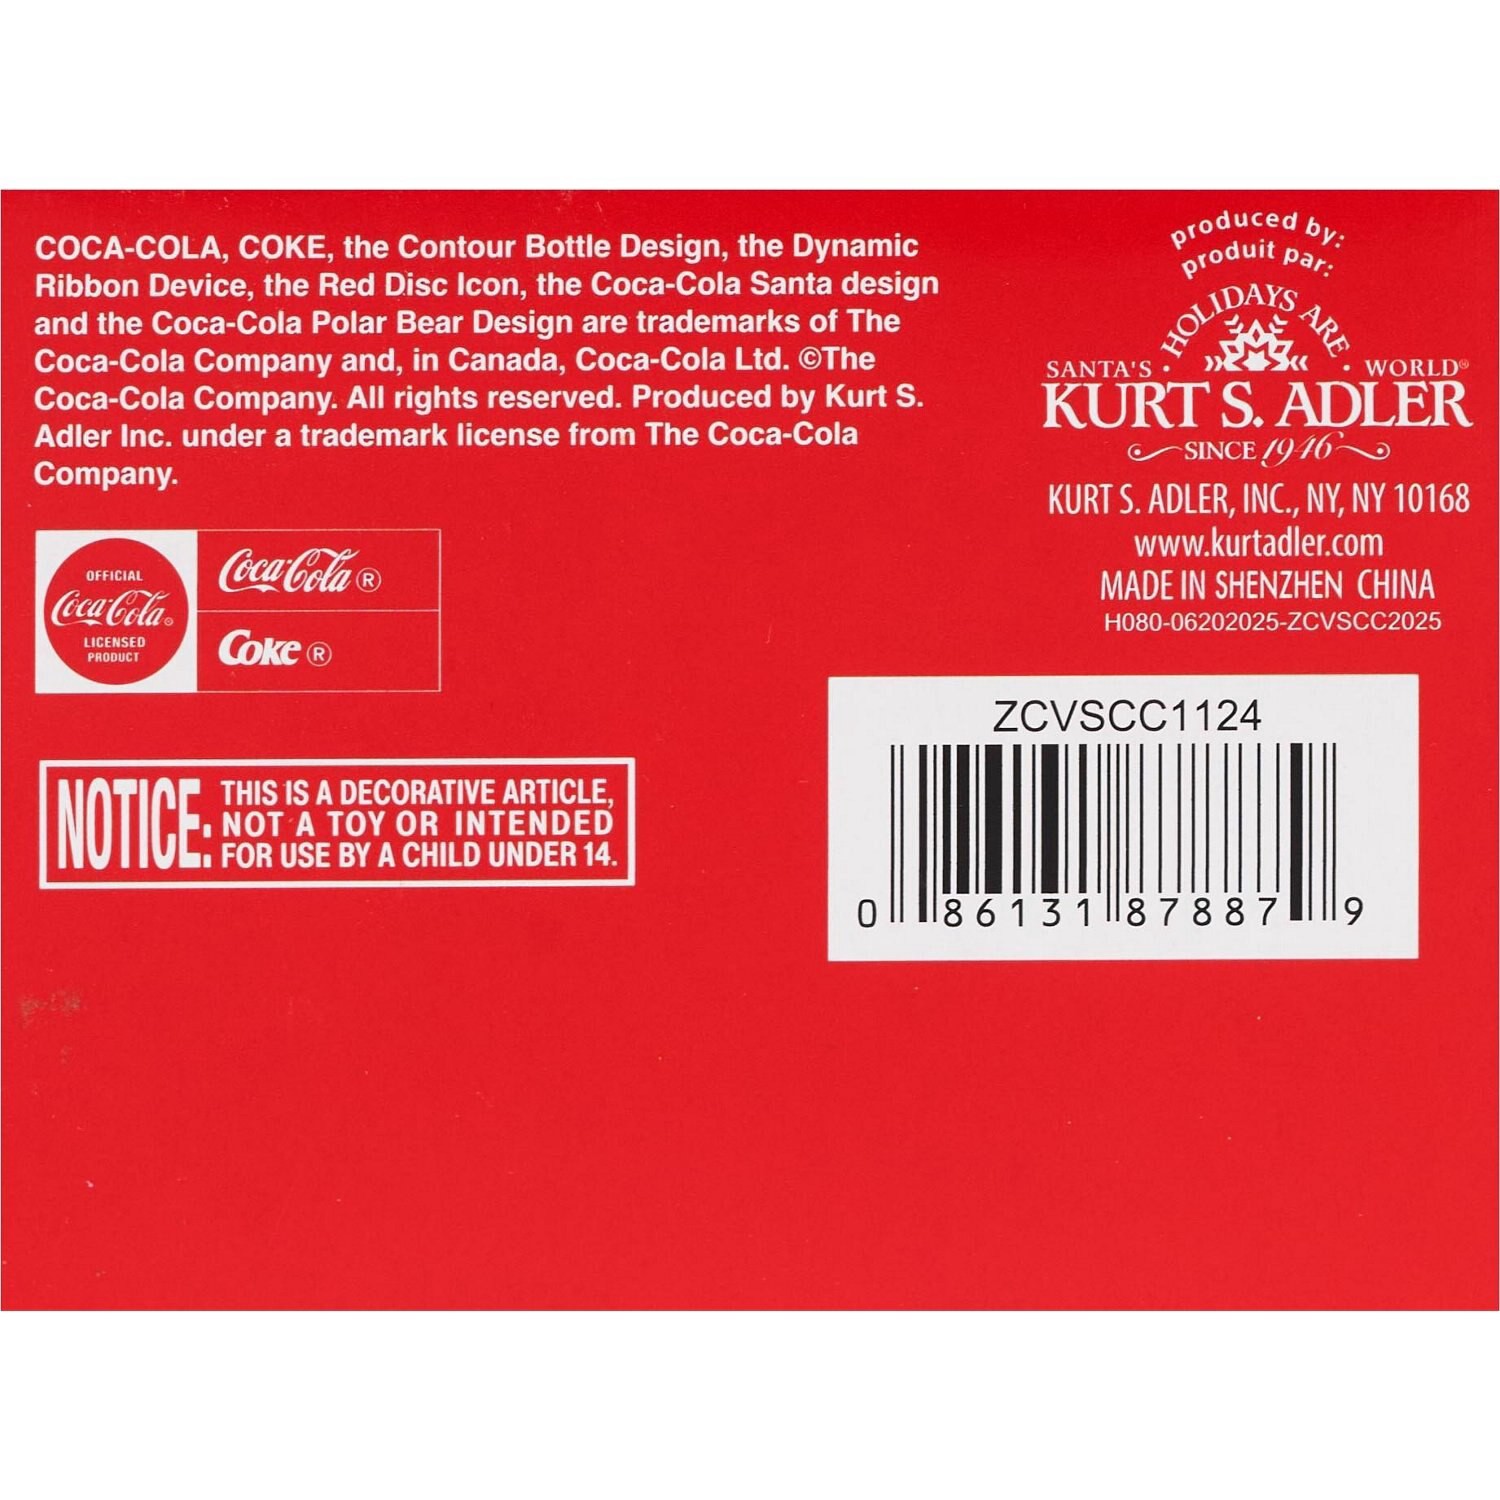 COCA-COLA, COKE, the Contour Bottle Design, the Dynamic
Ribbon Device, the Red Disc Icon, the Coca-Cola Santa design
and the Coca-Cola Polar Bear Design are trademarks of The
Coca-Cola Company and, in Canada, Coca-Cola Ltd. ©The
Coca-Cola Company. All rights reserved. Produced by Kurt S.
Adler Inc. under a trademark license from The Coca-Cola
Company.
OFFICIAL
Coca-Cola®
LICENSED
PRODUCT
Coca-Cola ®
Coke ®
NOTICE: THIS IS A DECORATIVE ARTICLE,
NOT A TOY OR INTENDED
FOR USE BY A CHILD UNDER 14.
produced by:
produit par:
HOLIDAYS ARE
SANTA'S · · WORLD®
KURT S. ADLER
SINCE 1946
KURT S. ADLER, INC., NY, NY 10168
www.kurtadler.com
MADE IN SHENZHEN CHINA
H080-06202025-ZCVSCC2025
ZCVSCC1124
0 86131 87887 9